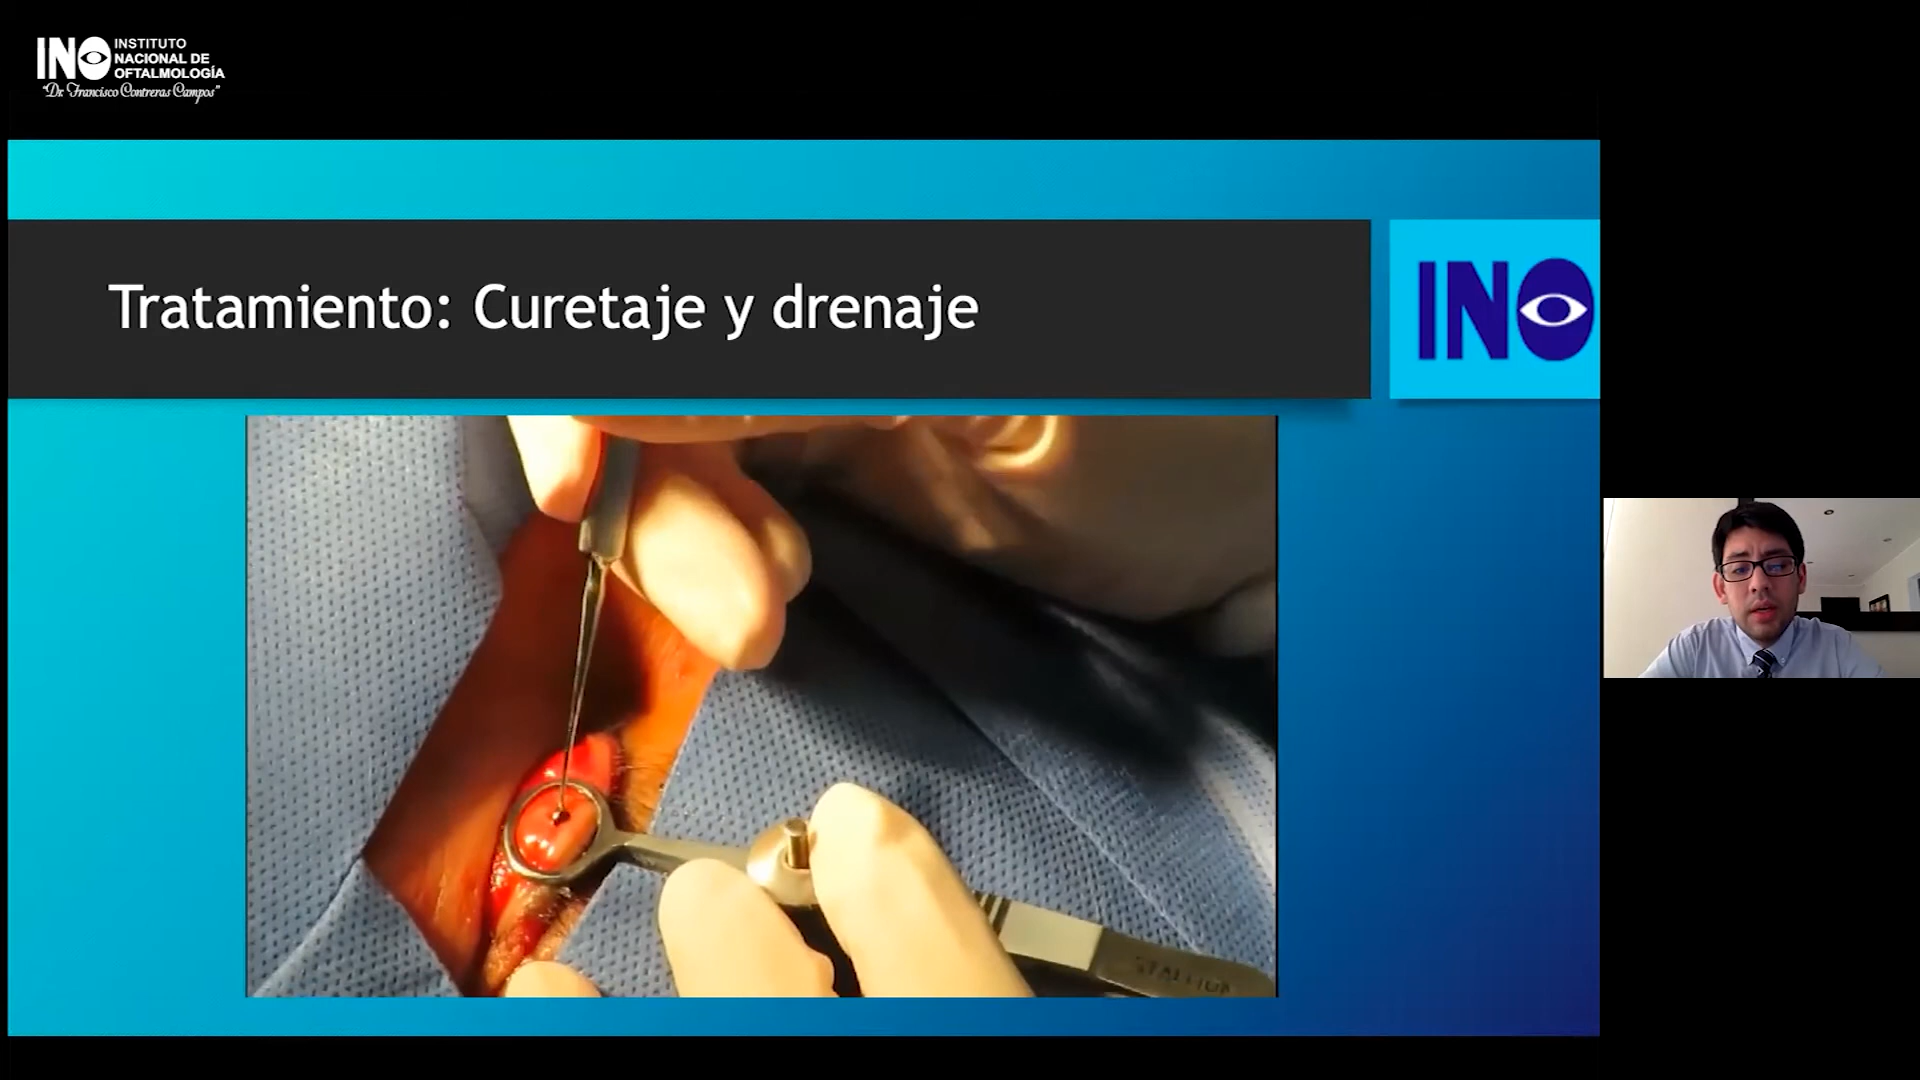 INO INSTITUTO
NACIONAL DE
OFTALMOLOGÍA
"Dr. Francisco Contreras Campos"
Tratamiento: Curetaje y drenaje
INO